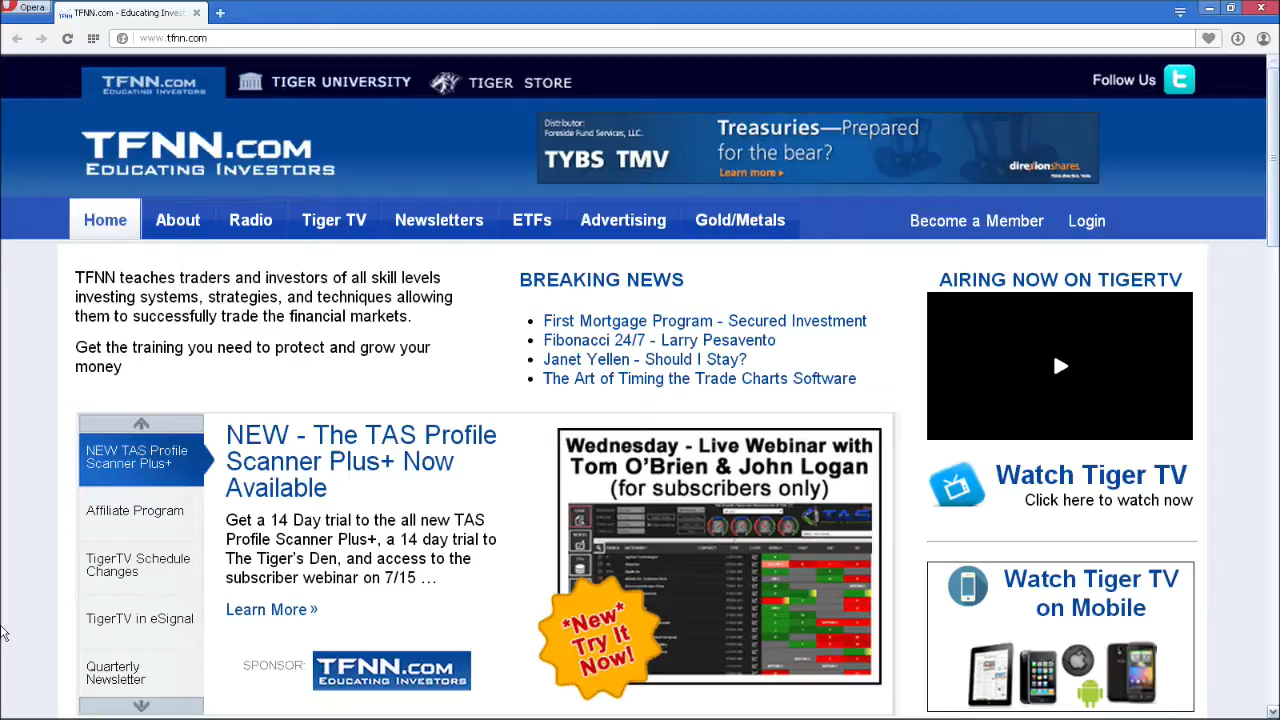 Opera
TFNN.com - Educating Invest
www.tfnn.com
TFNN.COM
EDUCATING INVESTORS
TIGER UNIVERSITY
TIGER STORE
Follow Us
TFNN.COM
EDUCATING INVESTORS
Distributor:
Foreside Fund Services, LLC.
TYBS TMV
Treasuries—Prepared
for the bear?
Learn more
direxionshares
Home
About
Radio
Tiger TV
Newsletters
ETFs
Advertising
Gold/Metals
Become a Member
Login
TFNN teaches traders and investors of all skill levels
investing systems, strategies, and techniques allowing
them to successfully trade the financial markets.
Get the training you need to protect and grow your
money
BREAKING NEWS
First Mortgage Program - Secured Investment
Fibonacci 24/7 - Larry Pesavento
Janet Yellen - Should I Stay?
The Art of Timing the Trade Charts Software
AIRING NOW ON TIGERTV
Watch Tiger TV
Click here to watch now
Watch Tiger TV
on Mobile
NEW TAS Profile
Scanner Plus+
Affiliate Program
TigerTV Schedule
Changes
TigerTV in eSignal
Quarterly
Newsletter
NEW - The TAS Profile
Scanner Plus+ Now
Available
Get a 14 Day trial to the all new TAS
Profile Scanner Plus+, a 14 day trial to
The Tiger's Den, and access to the
subscriber webinar on 7/15 …
Learn More »
SPONSOR
TFNN.COM
EDUCATING INVESTORS
Wednesday - Live Webinar with
Tom O'Brien & John Logan
(for subscribers only)
TAS
*New*
Try It
Now!